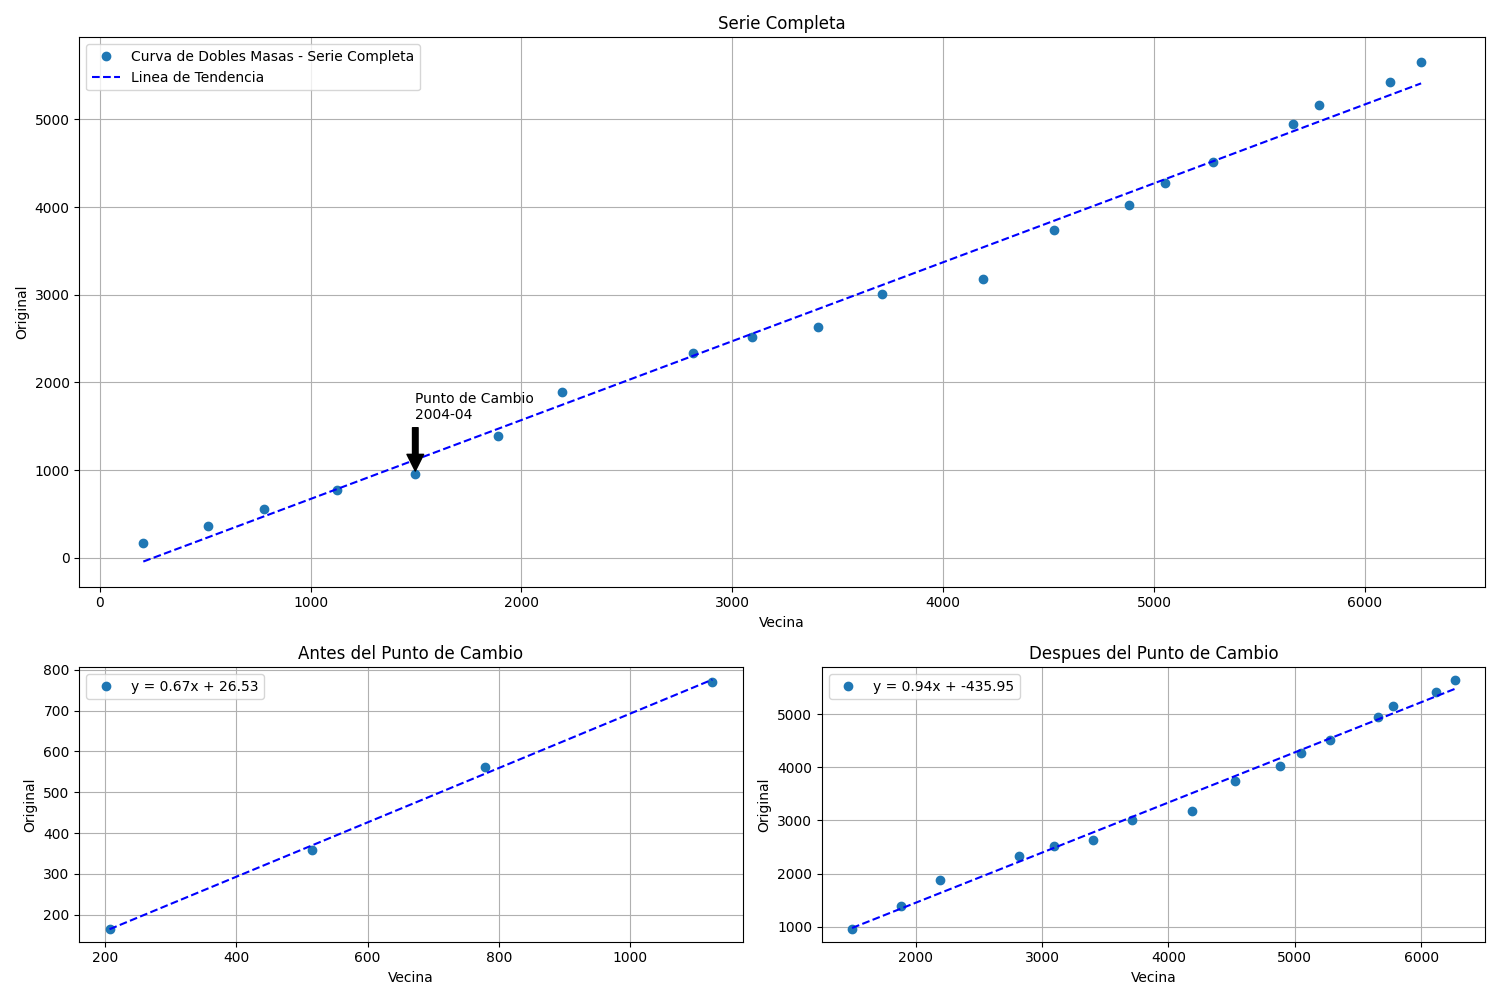 Serie Completa
Curva de Dobles Masas - Serie Completa
Linea de Tendencia
5000
4000
3000
2000
1000
0
Original
Punto de Cambio
2004-04
0 1000 2000 3000 4000 5000 6000
Vecina
Antes del Punto de Cambio
y = 0.67x + 26.53
800
700
600
500
400
300
200
Original
200 400 600 800 1000
Vecina
Despues del Punto de Cambio
y = 0.94x + -435.95
5000
4000
3000
2000
1000
Original
2000 3000 4000 5000 6000
Vecina